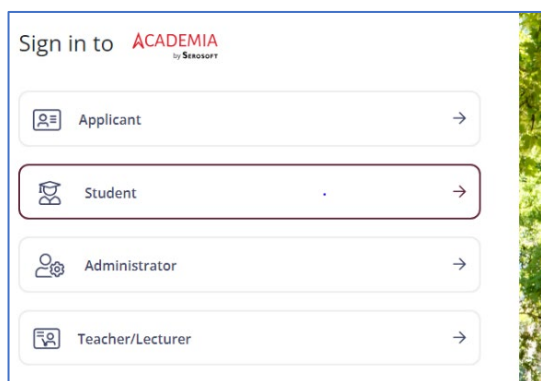 Sign in to ACADEMIA
by SEROSOFT
Applicant
Student
Administrator
Teacher/Lecturer